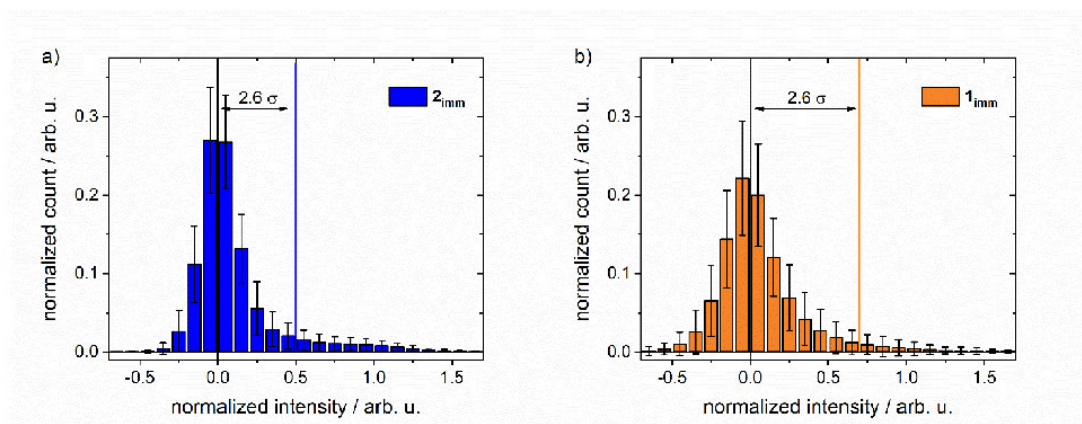 a)
normalized count / arb. u.
0.3
0.2
0.1
0.0
2.6 σ
2imm
-0.5
0.0
0.5
1.0
1.5
normalized intensity / arb. u.
b)
normalized count / arb. u.
0.3
0.2
0.1
0.0
2.6 σ
1imm
-0.5
0.0
0.5
1.0
1.5
normalized intensity / arb. u.